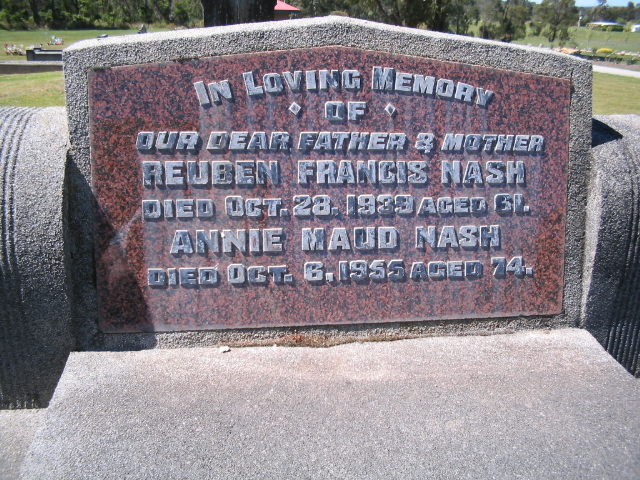 IN LOVING MEMORY
OF
OUR DEAR FATHER & MOTHER
REUBEN FRANCIS NASH
DIED OCT. 28. 1939 AGED 61.
ANNIE MAUD NASH
DIED OCT. 6. 1955 AGED 74.